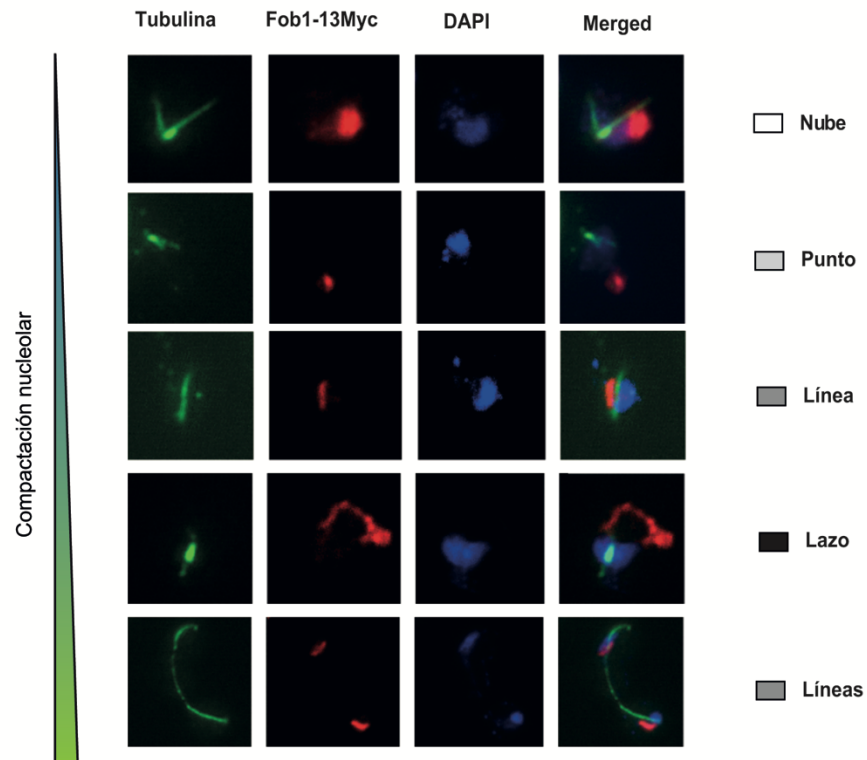 Tubulina
Fob1-13Myc
DAPI
Merged
Nube
Punto
Línea
Lazo
Líneas
Compactación nucleolar